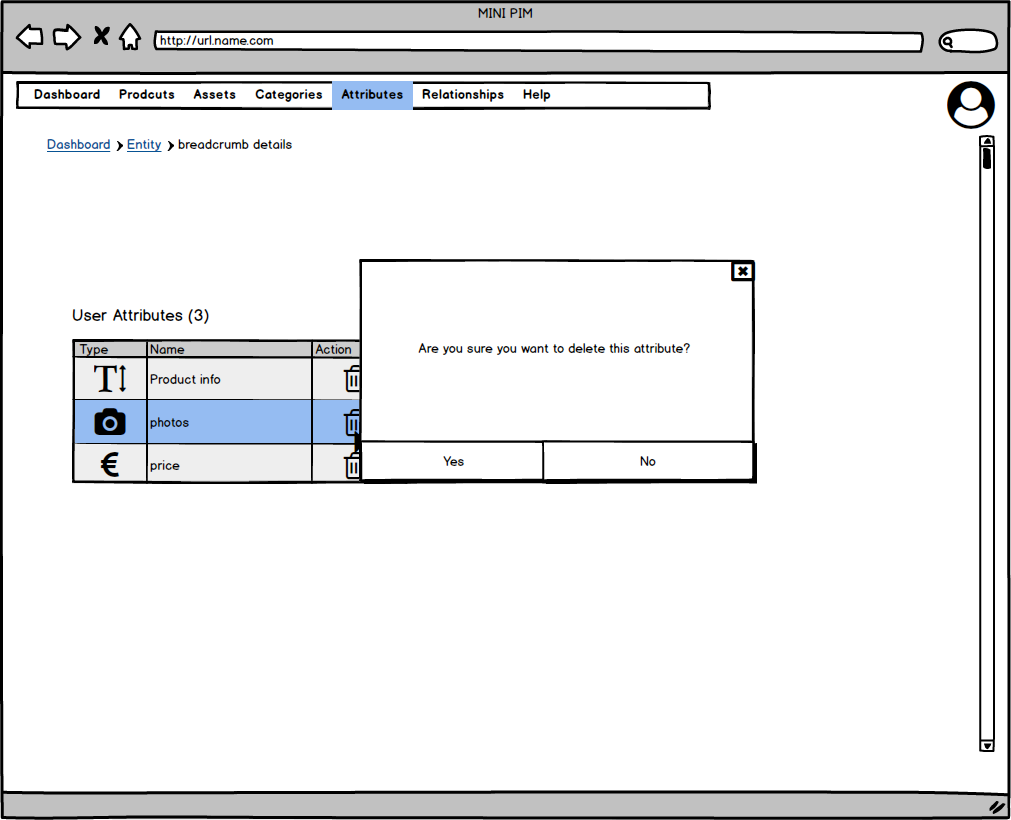 MINI PIM
http://url.name.com
Dashboard Prodcuts Assets Categories Attributes Relationships Help
Dashboard Entity breadcrumb details
User Attributes (3)
Type Name Action
Product info
photos
€ price
Are you sure you want to delete this attribute?
Yes No